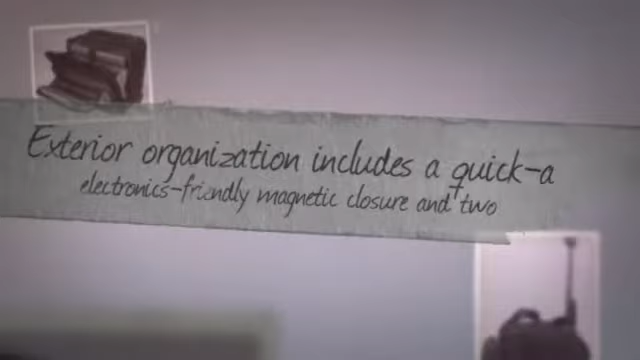 Exterior organization includes a quick-a
electronics-friendly magnetic closure and two